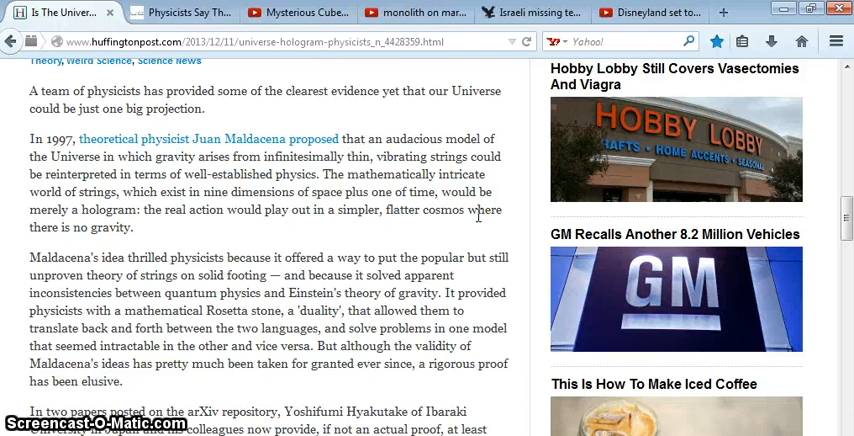 Is The Univer...
Physicists Say Th...
Mysterious Cube...
monolith on mar...
Israeli missing te...
Disneyland set to...
www.huffingtonpost.com/2013/12/11/universe-hologram-physicists_n_4428359.html
Yahoo!
Theory, Weird Science, Science News
A team of physicists has provided some of the clearest evidence yet that our Universe
could be just one big projection.
In 1997, theoretical physicist Juan Maldacena proposed that an audacious model of
the Universe in which gravity arises from infinitesimally thin, vibrating strings could
be reinterpreted in terms of well-established physics. The mathematically intricate
world of strings, which exist in nine dimensions of space plus one of time, would be
merely a hologram: the real action would play out in a simpler, flatter cosmos where
there is no gravity.
Maldacena's idea thrilled physicists because it offered a way to put the popular but still
unproven theory of strings on solid footing — and because it solved apparent
inconsistencies between quantum physics and Einstein's theory of gravity. It provided
physicists with a mathematical Rosetta stone, a 'duality', that allowed them to
translate back and forth between the two languages, and solve problems in one model
that seemed intractable in the other and vice versa. But although the validity of
Maldacena's ideas has pretty much been taken for granted ever since, a rigorous proof
has been elusive.
In two papers posted on the arXiv repository, Yoshifumi Hyakutake of Ibaraki
University in Japan and his colleagues now provide, if not an actual proof, at least
Hobby Lobby Still Covers Vasectomies
And Viagra
HOBBY LOBBY
RAFTS • HOME ACCENTS • SEASONAL
GM Recalls Another 8.2 Million Vehicles
GM
This Is How To Make Iced Coffee
Screencast-O-Matic.com